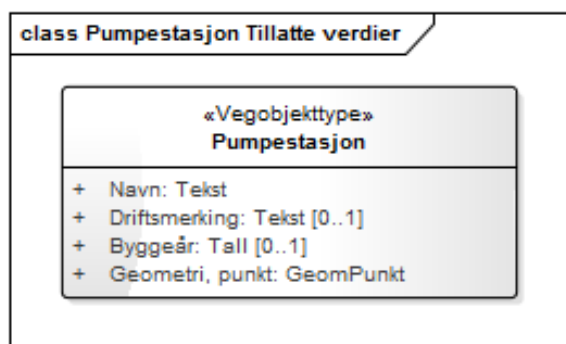 class Pumpestasjon Tillatte verdier
«Vegobjekttype»
Pumpestasjon
+ Navn: Tekst
+ Driftsmerking: Tekst [0..1]
+ Byggeår: Tall [0..1]
+ Geometri, punkt: GeomPunkt